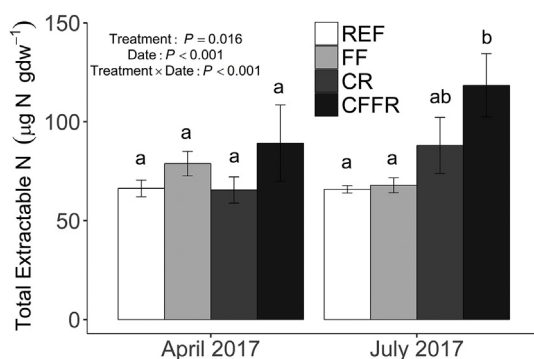 150
100
50
0
Total Extractable N (μg N gdw⁻¹)
Treatment : P = 0.016
Date : P < 0.001
Treatment × Date : P < 0.001
REF
FF
CR
CFFR
a
a
a
a
a
a
ab
b
April 2017
July 2017